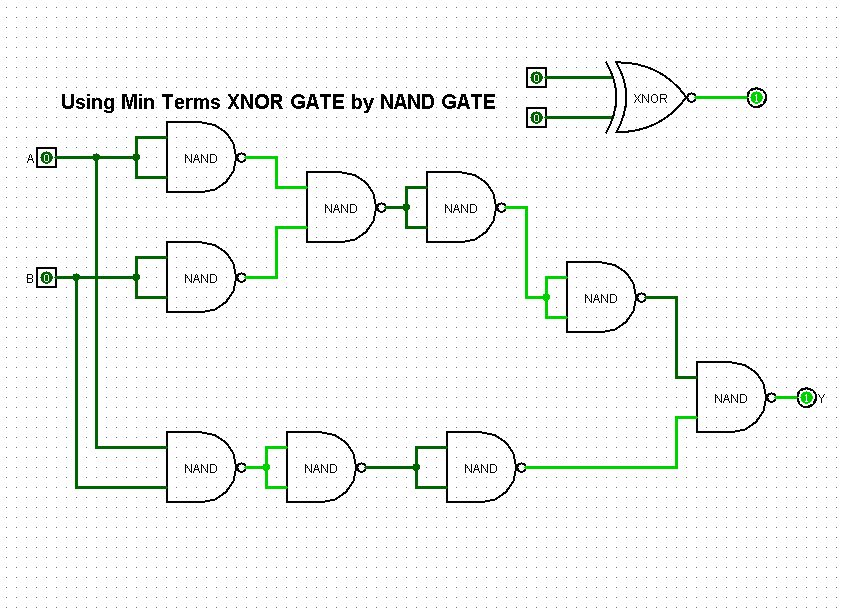 0
XNOR
1
Using Min Terms XNOR GATE by NAND GATE
0
A 0
NAND
NAND
NAND
B 0
NAND
NAND
NAND
1 Y
NAND
NAND
NAND